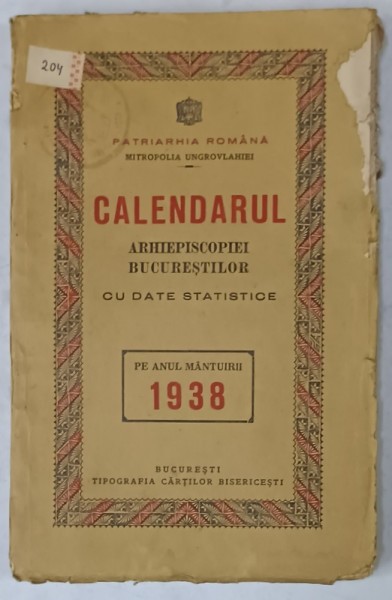 204
PATRIARHIA ROMÂNĂ
MITROPOLIA UNGROVLAHIEI
CALENDARUL
ARHIEPISCOPIEI
BUCUREȘTILOR
CU DATE STATISTICE
PE ANUL MÂNTUIRII
1938
BUCUREȘTI
TIPOGRAFIA CĂRȚILOR BISERICEȘTI